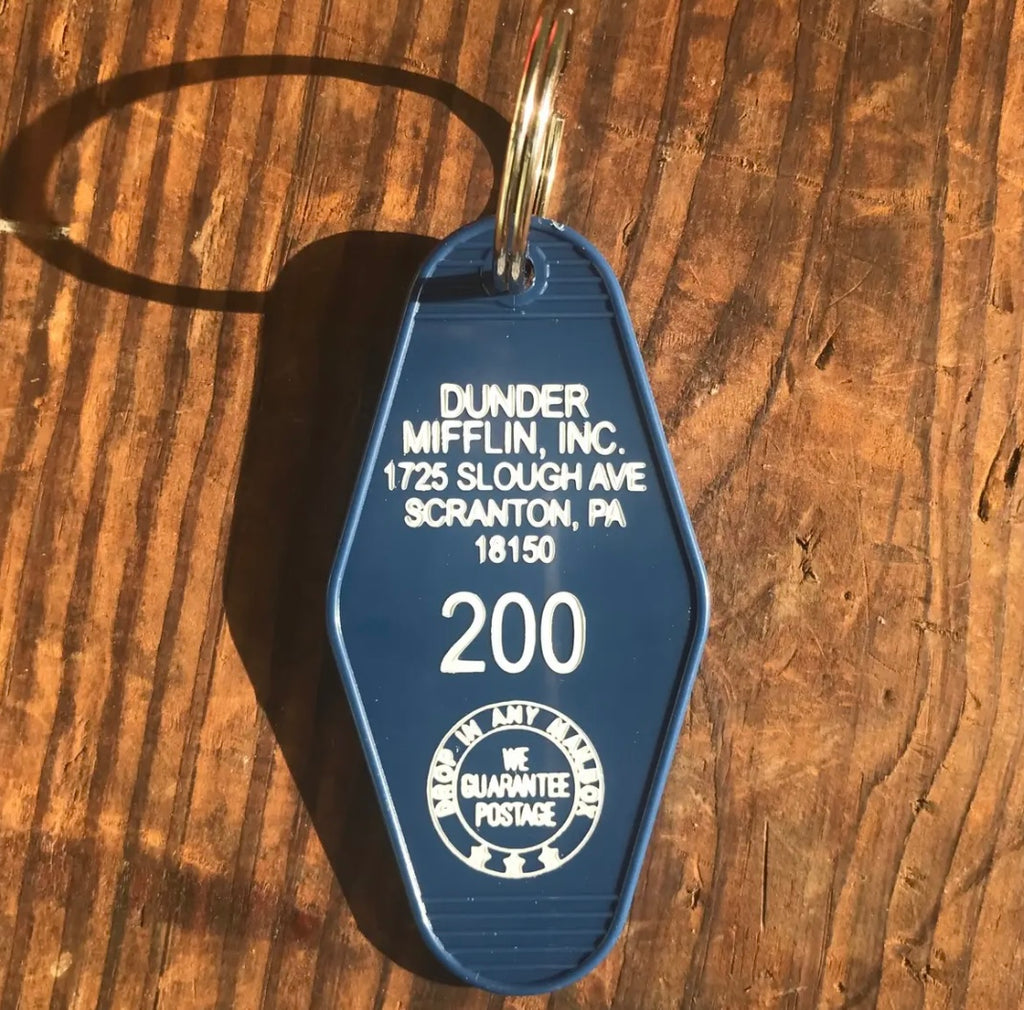 DUNDER
MIFFLIN, INC.
1725 SLOUGH AVE
SCRANTON, PA
18150
200
DROP IN ANY MAILBOX
WE
GUARANTEE
POSTAGE